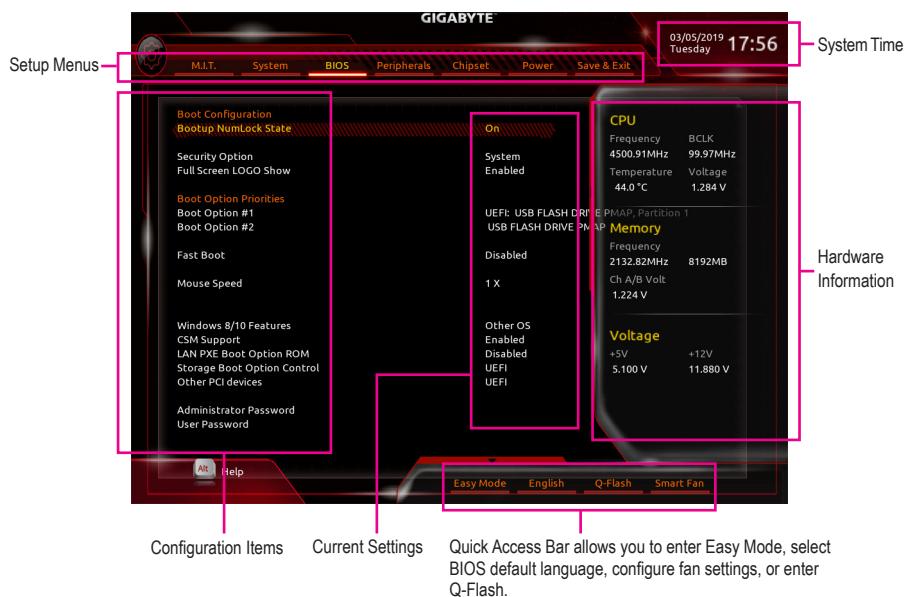 GIGABYTE™
03/05/2019
Tuesday 17:56
System Time
Setup Menus
M.I.T. System BIOS Peripherals Chipset Power Save & Exit
Boot Configuration
Bootup NumLock State On
Security Option System
Full Screen LOGO Show Enabled
Boot Option Priorities
Boot Option #1 UEFI: USB FLASH DRIVE PMAP, Partition 1
Boot Option #2 USB FLASH DRIVE PMAP
Fast Boot Disabled
Mouse Speed 1 X
Windows 8/10 Features Other OS
CSM Support Enabled
LAN PXE Boot Option ROM Disabled
Storage Boot Option Control UEFI
Other PCI devices UEFI
Administrator Password
User Password
CPU
Frequency BCLK
4500.91MHz 99.97MHz
Temperature Voltage
44.0 °C 1.284 V
Memory
Frequency
2132.82MHz 8192MB
Ch A/B Volt
1.224 V
Voltage
+5V +12V
5.100 V 11.880 V
Hardware
Information
Alt Help
Easy Mode English Q-Flash Smart Fan
Configuration Items
Current Settings
Quick Access Bar allows you to enter Easy Mode, select
BIOS default language, configure fan settings, or enter
Q-Flash.